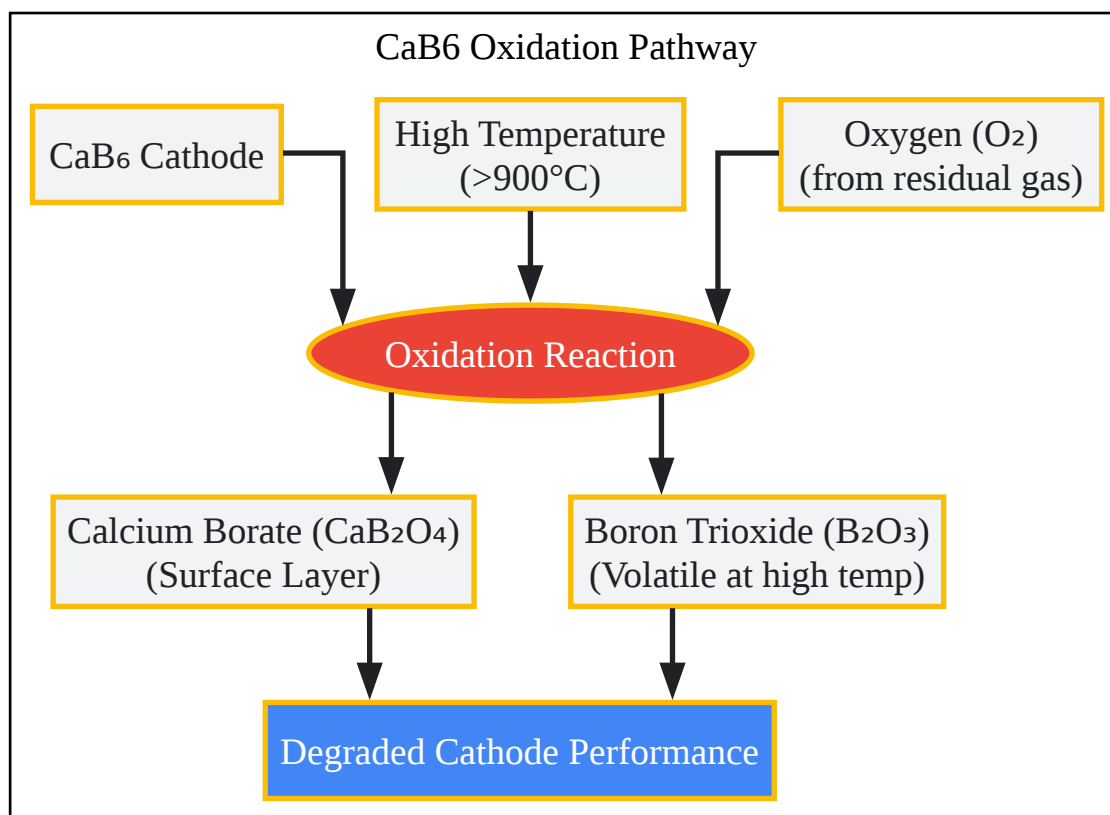 CaB6 Oxidation Pathway
CaB₆ Cathode
High Temperature
(>900°C)
Oxygen (O₂)
(from residual gas)
Oxidation Reaction
Calcium Borate (CaB₂O₄)
(Surface Layer)
Boron Trioxide (B₂O₃)
(Volatile at high temp)
Degraded Cathode Performance